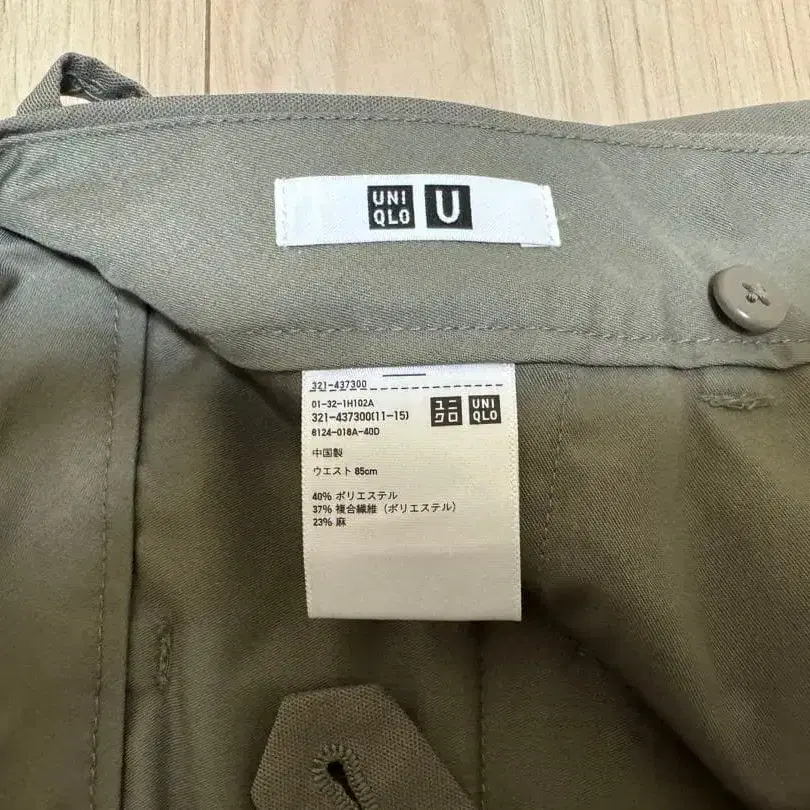 UNI
QLO
U
321-437300
01-32-1H102A
321-437300(11-15)
6124-018A-40D
ユニ
クロ
UNI
QLO
中国製
ウエスト 85cm
40% ポリエステル
37% 複合繊維 (ポリエステル)
23% 麻